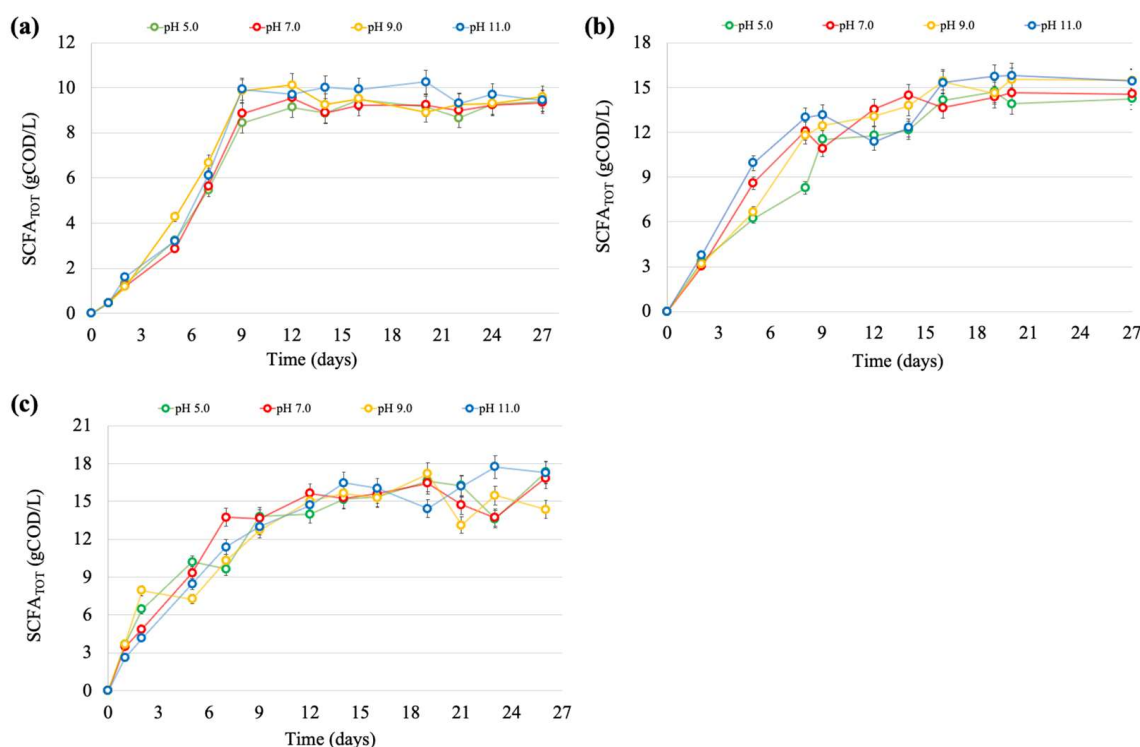 (a)
pH 5.0 pH 7.0 pH 9.0 pH 11.0
12
10
8
6
4
2
0
SCFATOT (gCOD/L)
0 3 6 9 12 15 18 21 24 27
Time (days)
(b)
pH 5.0 pH 7.0 pH 9.0 pH 11.0
18
15
12
9
6
3
0
SCFATOT (gCOD/L)
0 3 6 9 12 15 18 21 24 27
Time (days)
(c)
pH 5.0 pH 7.0 pH 9.0 pH 11.0
21
18
15
12
9
6
3
0
SCFATOT (gCOD/L)
0 3 6 9 12 15 18 21 24 27
Time (days)